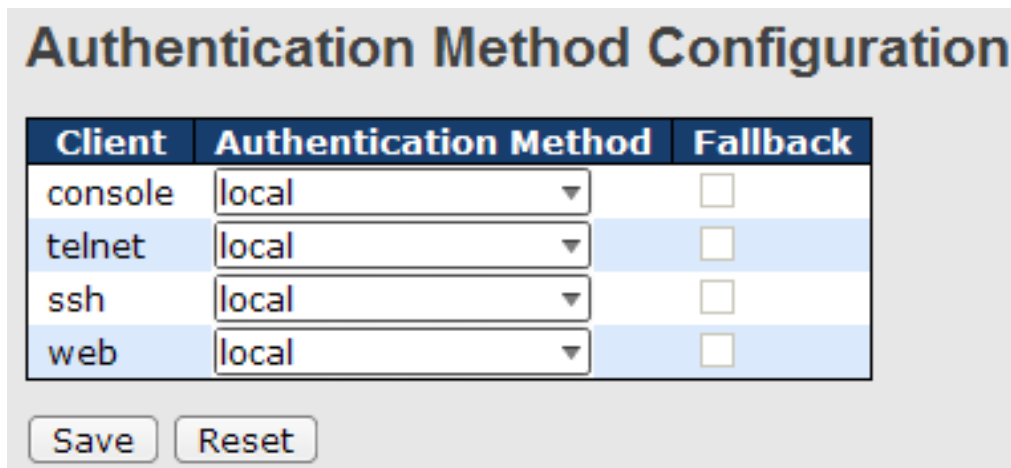 Authentication Method Configuration
Client Authentication Method Fallback
console local
telnet local
ssh local
web local
Save Reset